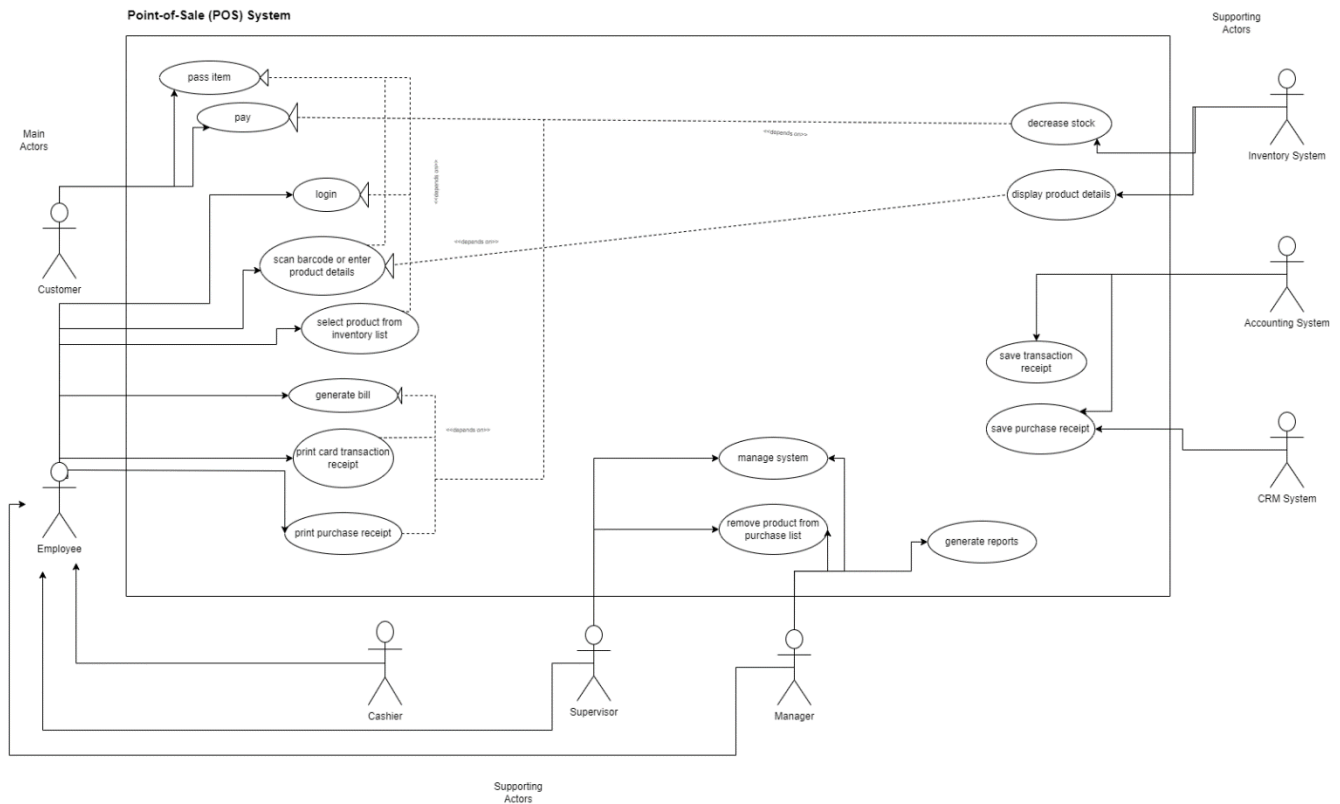 Point-of-Sale (POS) System
Supporting
Actors
pass item
pay
decrease stock
<<depends on>>
Main
Actors
Inventory System
<<depends on>>
login
display product details
<<depends on>>
scan barcode or enter
product details
Customer
select product from
inventory list
Accounting System
save transaction
receipt
generate bill
<<depends on>>
save purchase receipt
print card transaction
receipt
manage system
CRM System
print purchase receipt
remove product from
purchase list
generate reports
Employee
Cashier
Supervisor
Manager
Supporting
Actors